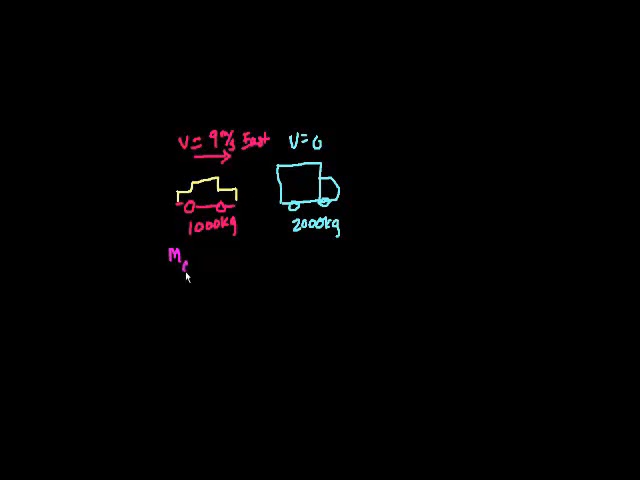 V = 9 m/s East V = 0
1000kg 2000kg
M